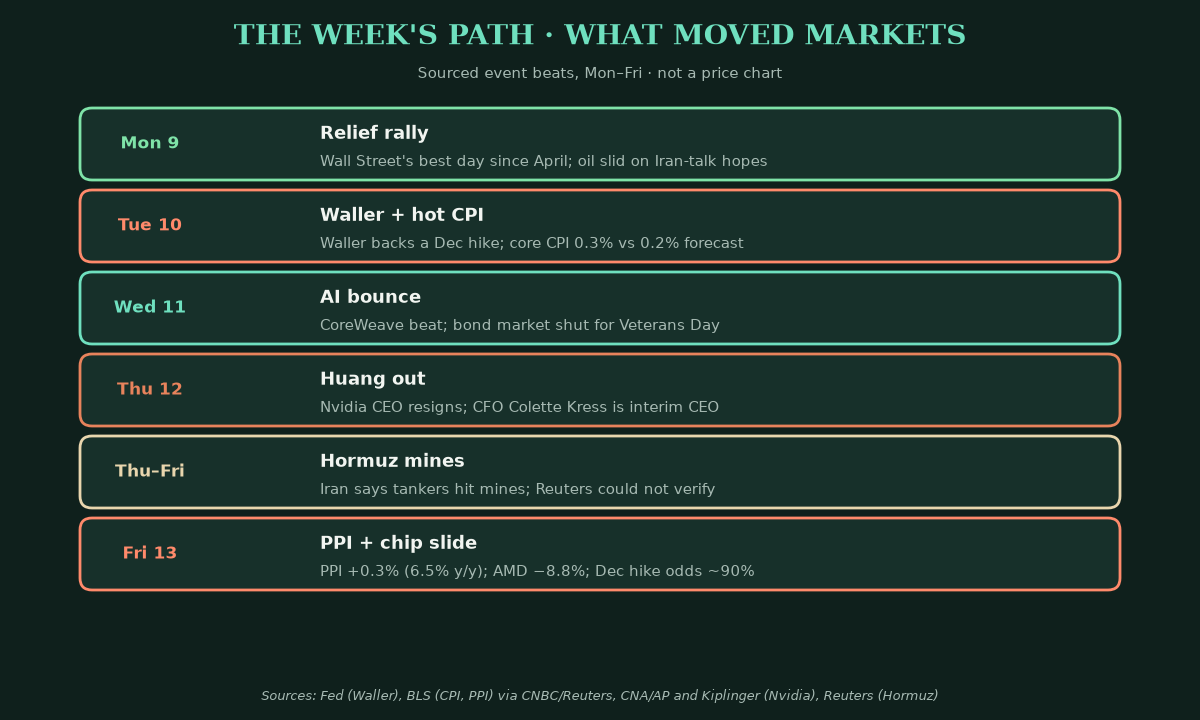 THE WEEK'S PATH · WHAT MOVED MARKETS
Sourced event beats, Mon–Fri · not a price chart
Mon 9
Relief rally
Wall Street's best day since April; oil slid on Iran-talk hopes
Tue 10
Waller + hot CPI
Waller backs a Dec hike; core CPI 0.3% vs 0.2% forecast
Wed 11
AI bounce
CoreWeave beat; bond market shut for Veterans Day
Thu 12
Huang out
Nvidia CEO resigns; CFO Colette Kress is interim CEO
Thu–Fri
Hormuz mines
Iran says tankers hit mines; Reuters could not verify
Fri 13
PPI + chip slide
PPI +0.3% (6.5% y/y); AMD −8.8%; Dec hike odds ~90%
Sources: Fed (Waller), BLS (CPI, PPI) via CNBC/Reuters, CNA/AP and Kiplinger (Nvidia), Reuters (Hormuz)